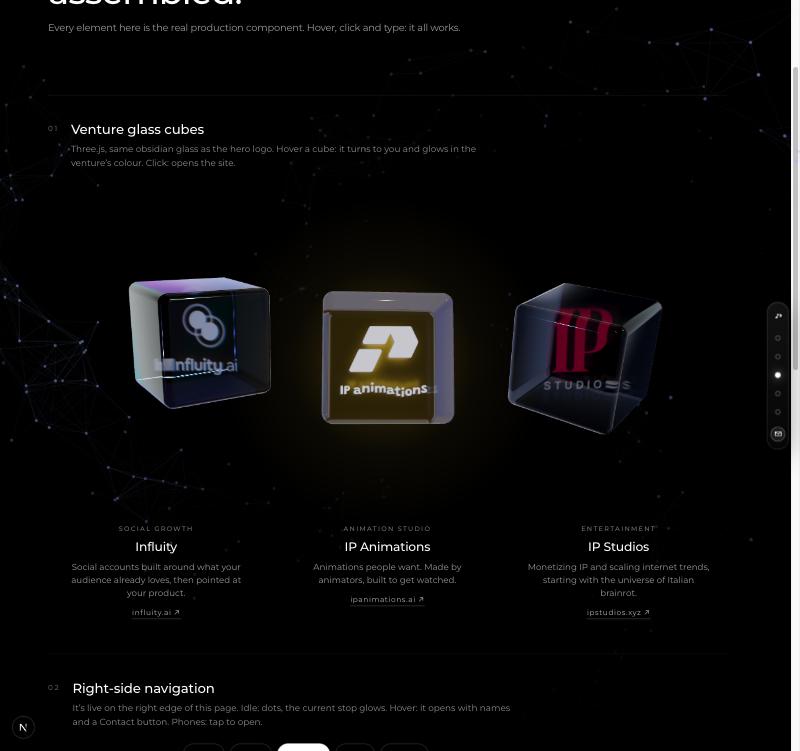 assembled.
Every element here is the real production component. Hover, click and type: it all works.
01
Venture glass cubes
Three.js, same obsidian glass as the hero logo. Hover a cube: it turns to you and glows in the
venture's colour. Click: opens the site.
Influity.ai
IP animations
IP
STUDIOS
SOCIAL GROWTH
Influity
Social accounts built around what your
audience already loves, then pointed at
your product.
influity.ai ↗
ANIMATION STUDIO
IP Animations
Animations people want. Made by
animators, built to get watched.
ipanimations.ai ↗
ENTERTAINMENT
IP Studios
Monetizing IP and scaling internet trends,
starting with the universe of Italian
brainrot.
ipstudios.xyz ↗
02
Right-side navigation
It's live on the right edge of this page. Idle: dots, the current stop glows. Hover: it opens with names
and a Contact button. Phones: tap to open.
N